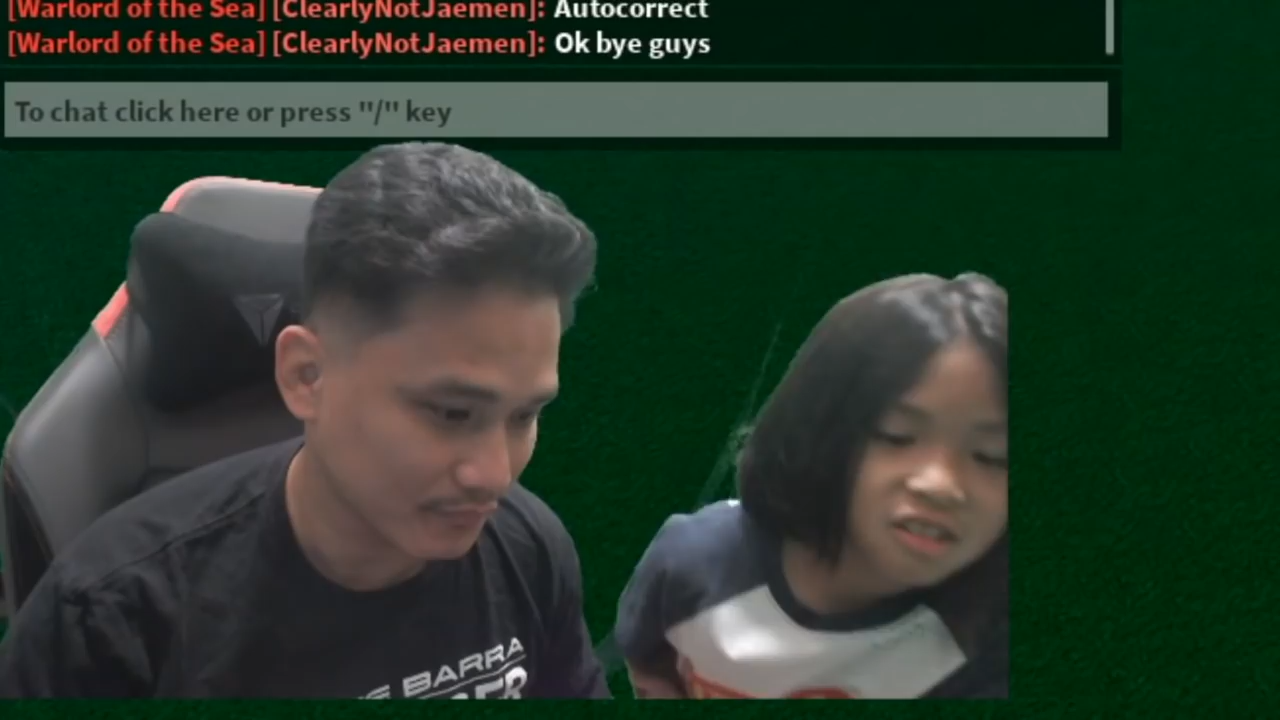 [Warlord of the Sea] [ClearlyNotJaemen]: Autocorrect
[Warlord of the Sea] [ClearlyNotJaemen]: Ok bye guys
To chat click here or press "/" key
BARRA